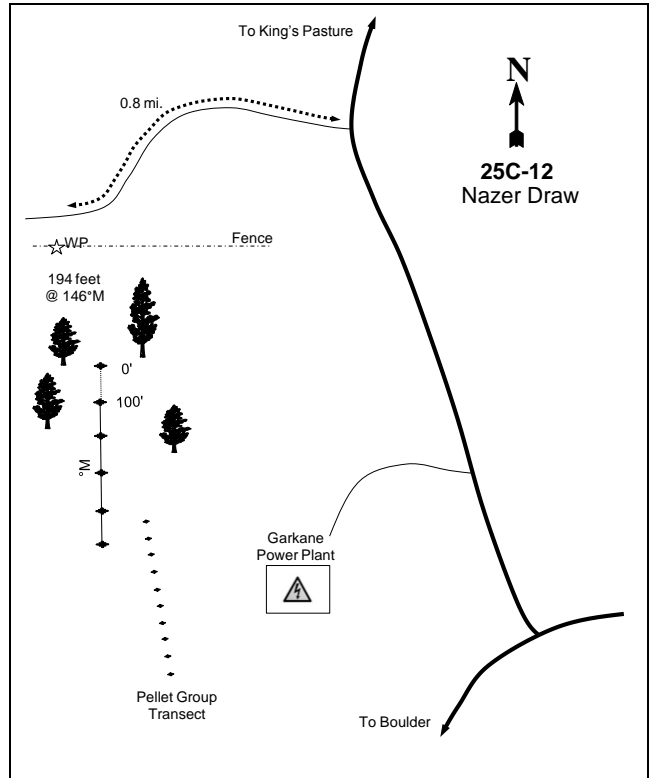 To King's Pasture
0.8 mi.
N
25C-12
Nazer Draw
WP
Fence
194 feet
@ 146°M
0'
100'
°M
Garkane
Power Plant
Pellet Group
Transect
To Boulder